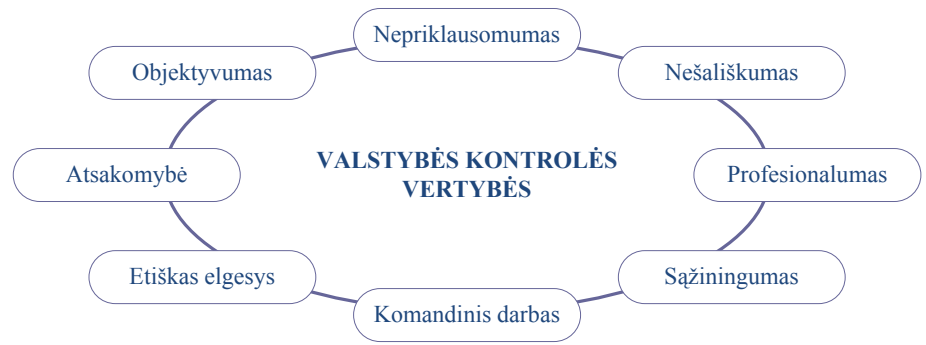 Nepriklausomumas
Objektyvumas
Nešališkumas
VALSTYBĖS KONTROLĖS
VERTYBĖS
Atsakomybė
Profesionalumas
Etiškas elgesys
Sąžiningumas
Komandinis darbas